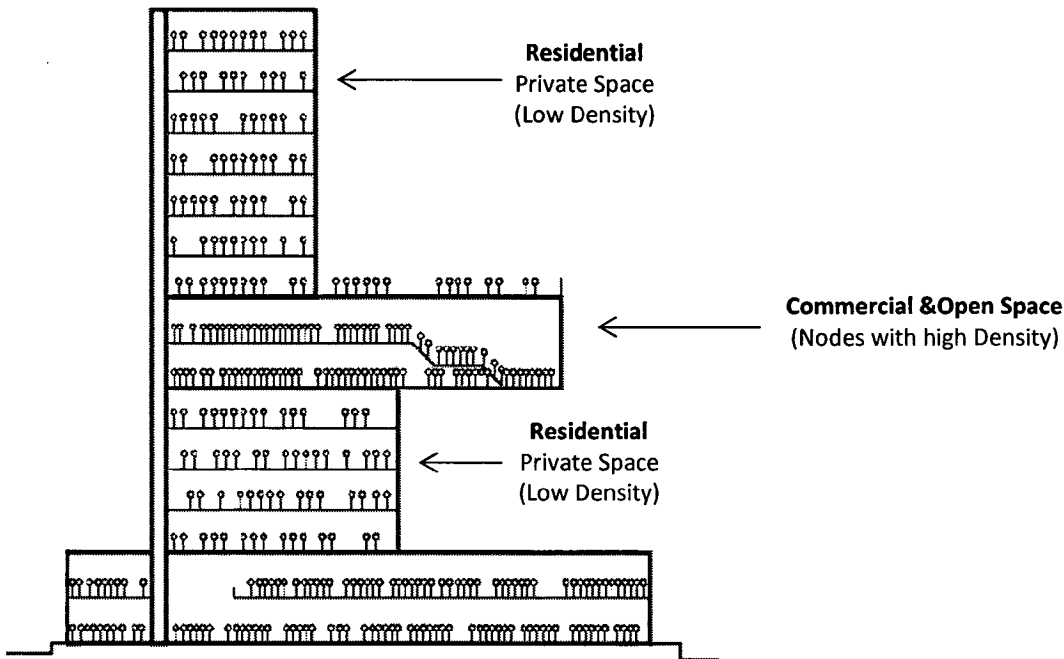 Residential
Private Space
(Low Density)
Commercial &Open Space
(Nodes with high Density)
Residential
Private Space
(Low Density)